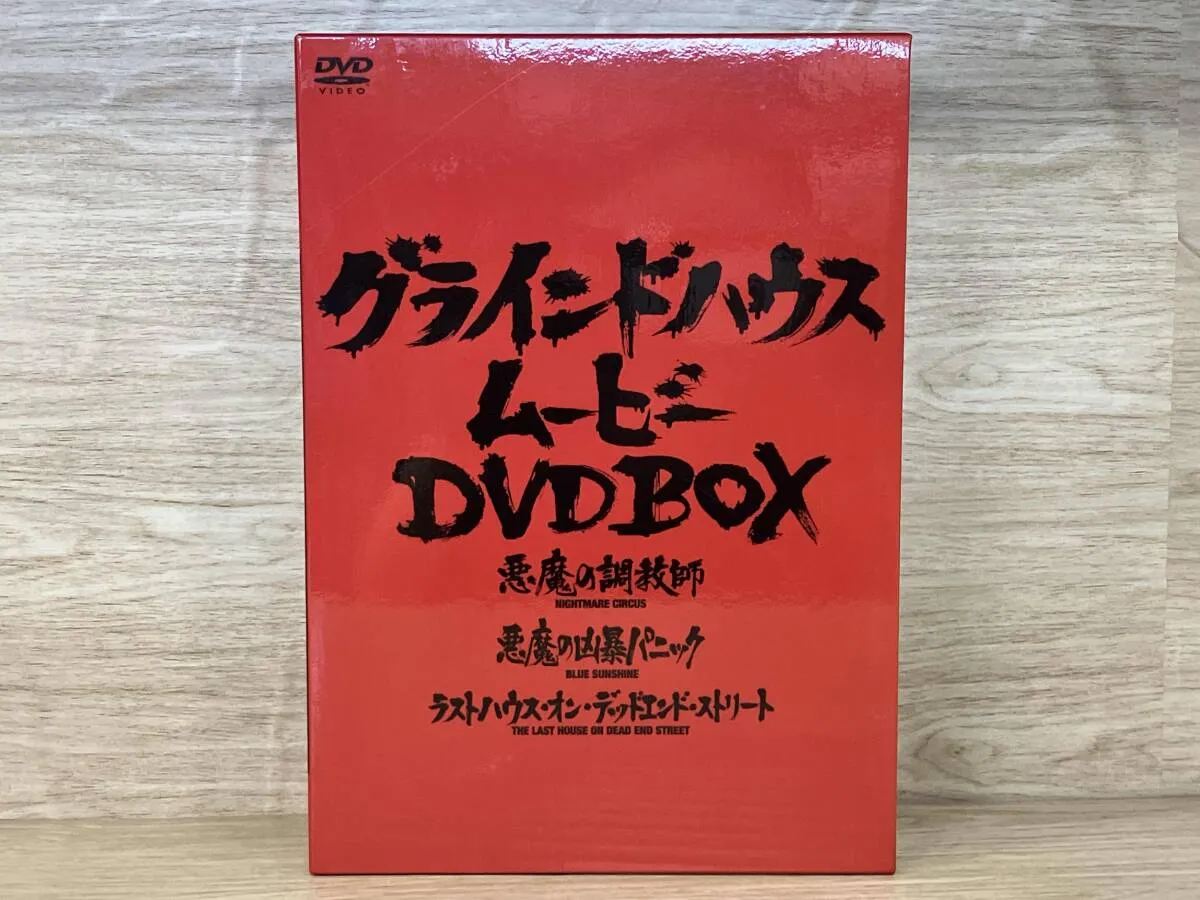 DVD
VIDEO
グラインドハウス
ムービー
DVD BOX
悪魔の調教師
NIGHTMARE CIRCUS
悪魔の凶暴パニック
BLUE SUNSHINE
ラストハウス・オン・デッドエンド・ストリート
THE LAST HOUSE ON DEAD END STREET